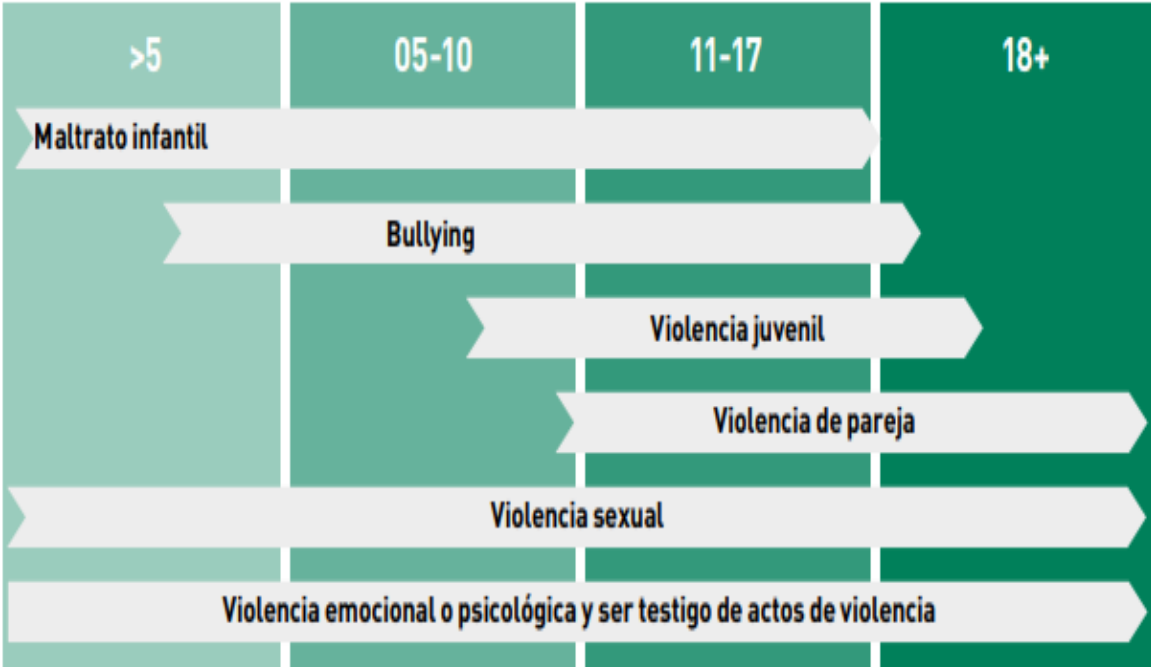 >5 05-10 11-17 18+
Maltrato infantil
Bullying
Violencia juvenil
Violencia de pareja
Violencia sexual
Violencia emocional o psicológica y ser testigo de actos de violencia